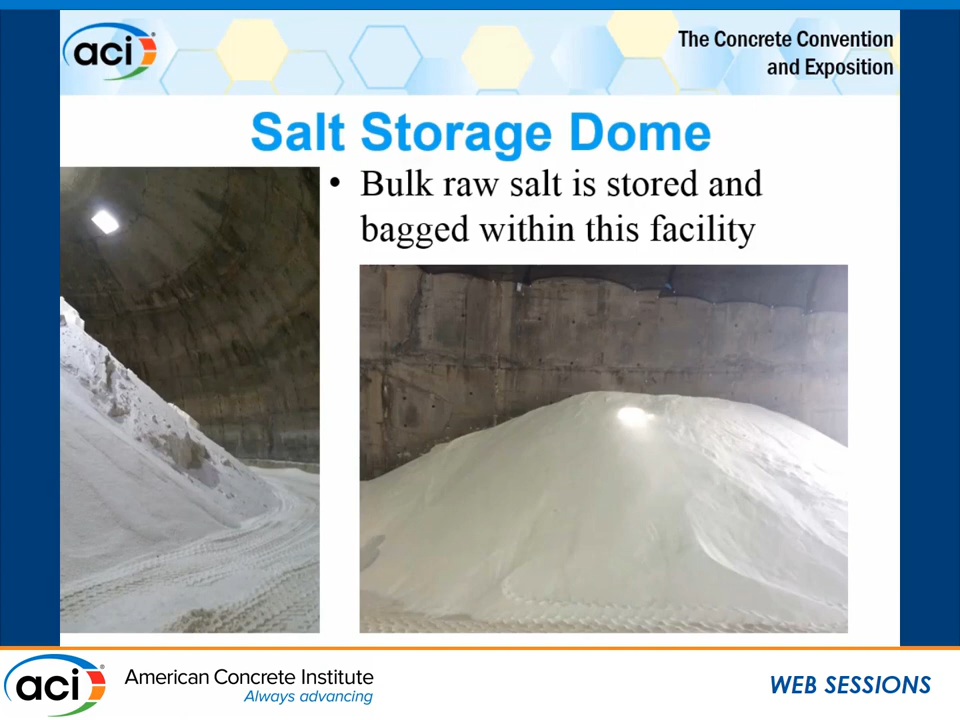 aci
The Concrete Convention
and Exposition
Salt Storage Dome
• Bulk raw salt is stored and
bagged within this facility
aci
American Concrete Institute
Always advancing
WEB SESSIONS